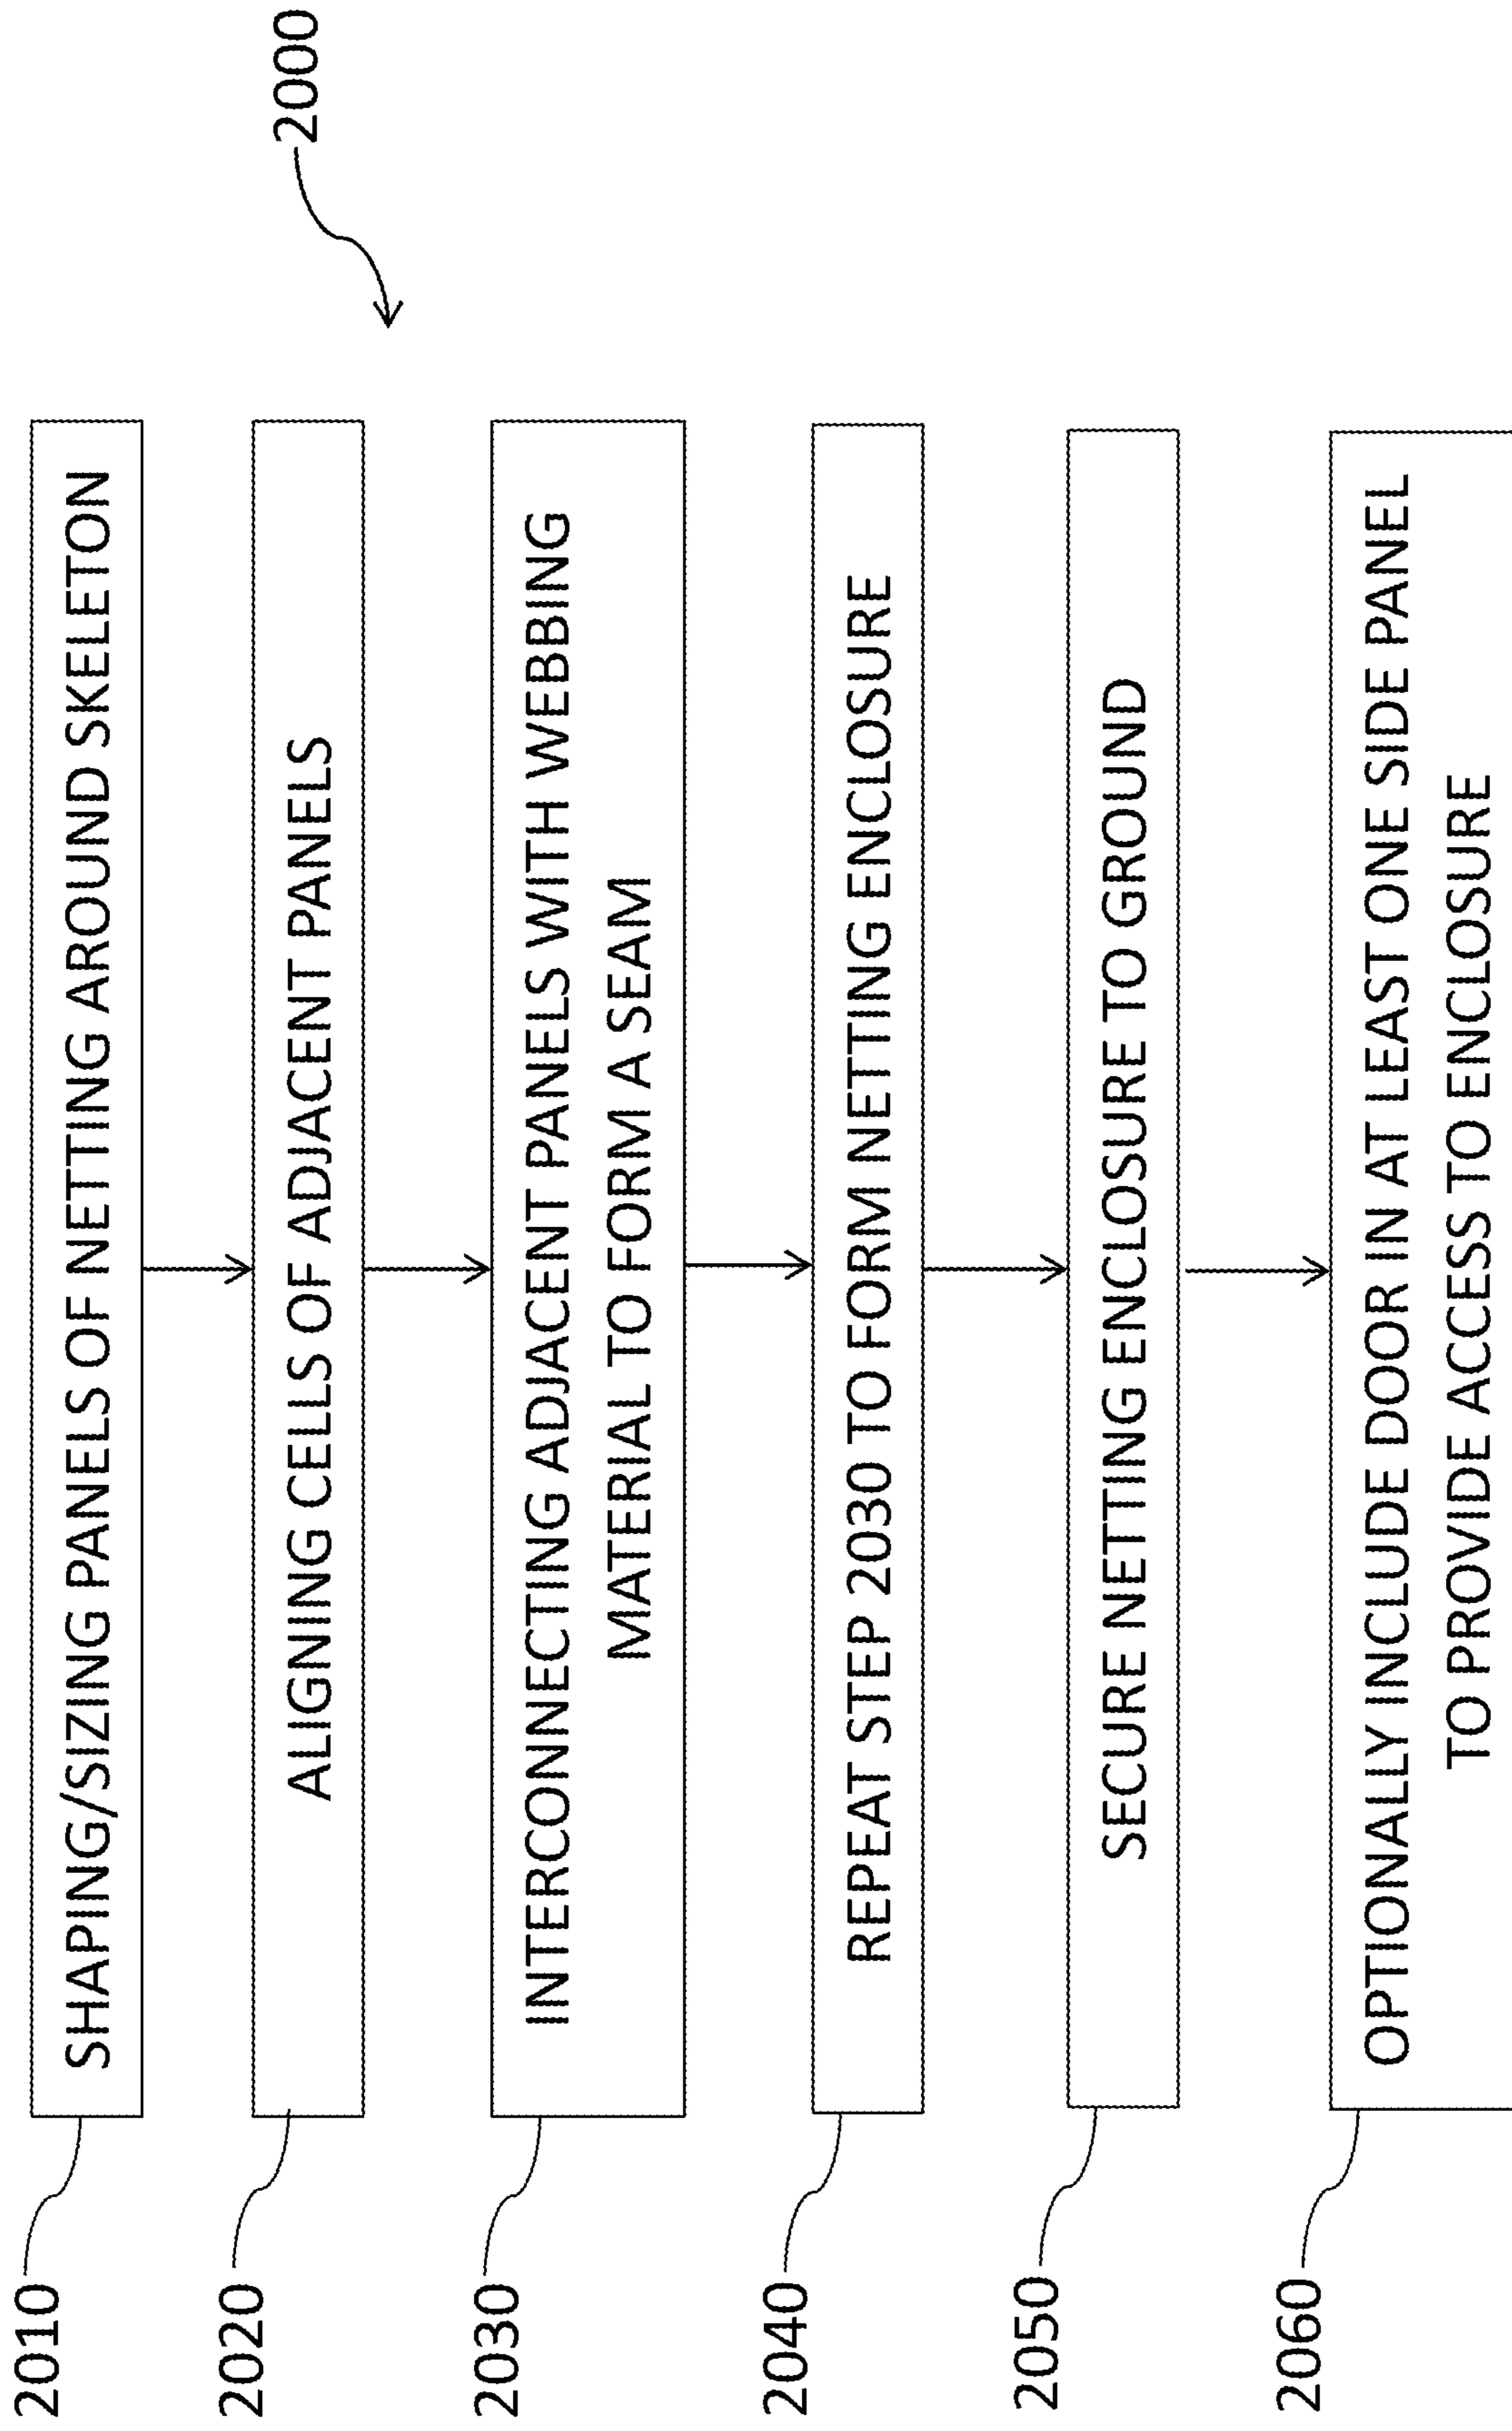 2000
2010
SHAPING/SIZING PANELS OF NETTING AROUND SKELETON
2020
ALIGNING CELLS OF ADJACENT PANELS
2030
INTERCONNECTING ADJACENT PANELS WITH WEBBING
MATERIAL TO FORM A SEAM
2040
REPEAT STEP 2030 TO FORM NETTING ENCLOSURE
2050
SECURE NETTING ENCLOSURE TO GROUND
2060
OPTIONALLY INCLUDE DOOR IN AT LEAST ONE SIDE PANEL
TO PROVIDE ACCESS TO ENCLOSURE